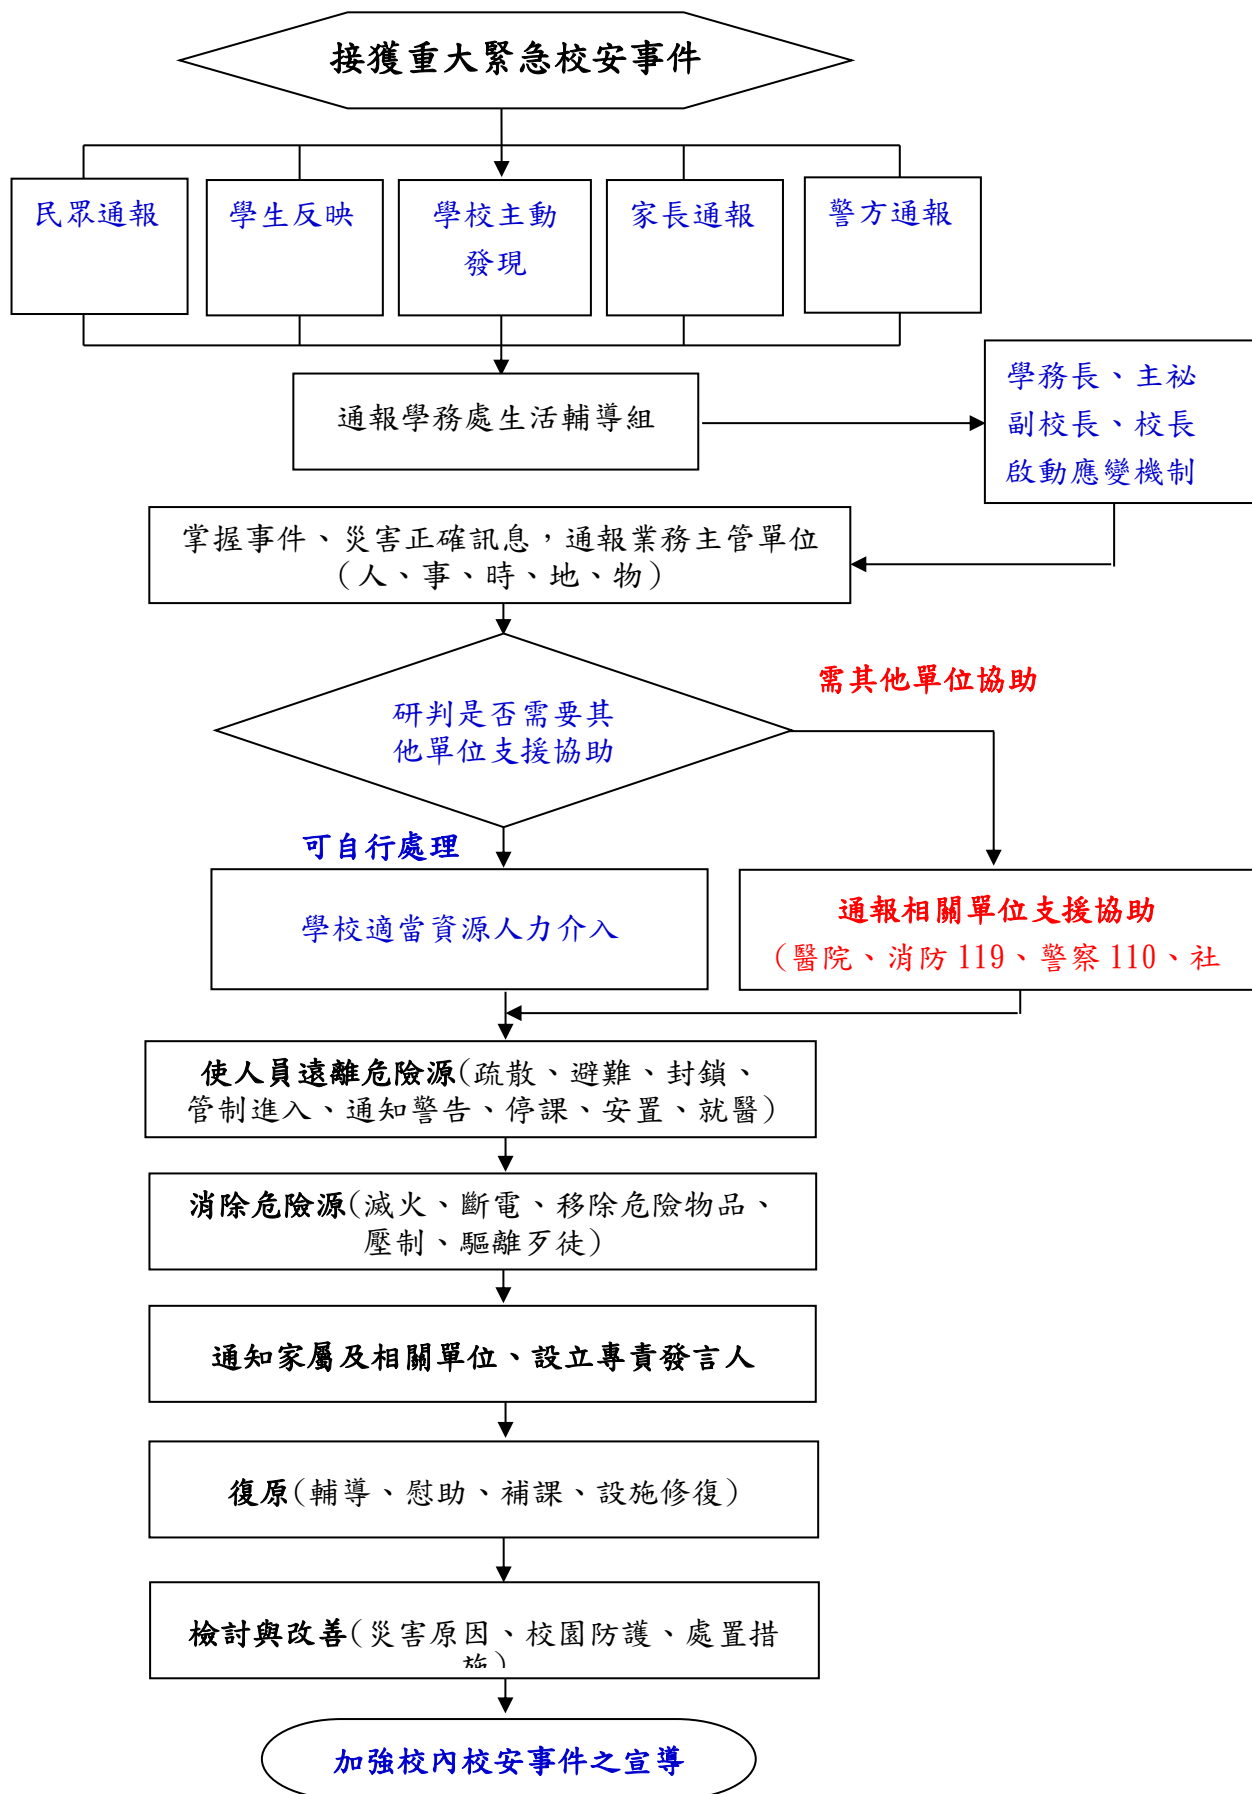 接獲重大緊急校安事件
民眾通報
學生反映
學校主動
發現
家長通報
警方通報
通報學務處生活輔導組
學務長、主祕
副校長、校長
啟動應變機制
掌握事件、災害正確訊息，通報業務主管單位
（人、事、時、地、物）
研判是否需要其
他單位支援協助
需其他單位協助
可自行處理
學校適當資源人力介入
通報相關單位支援協助
（醫院、消防 119、警察 110、社
使人員遠離危險源(疏散、避難、封鎖、
管制進入、通知警告、停課、安置、就醫)
消除危險源(滅火、斷電、移除危險物品、
壓制、驅離歹徒)
通知家屬及相關單位、設立專責發言人
復原(輔導、慰助、補課、設施修復)
檢討與改善(災害原因、校園防護、處置措
施)
加強校內校安事件之宣導